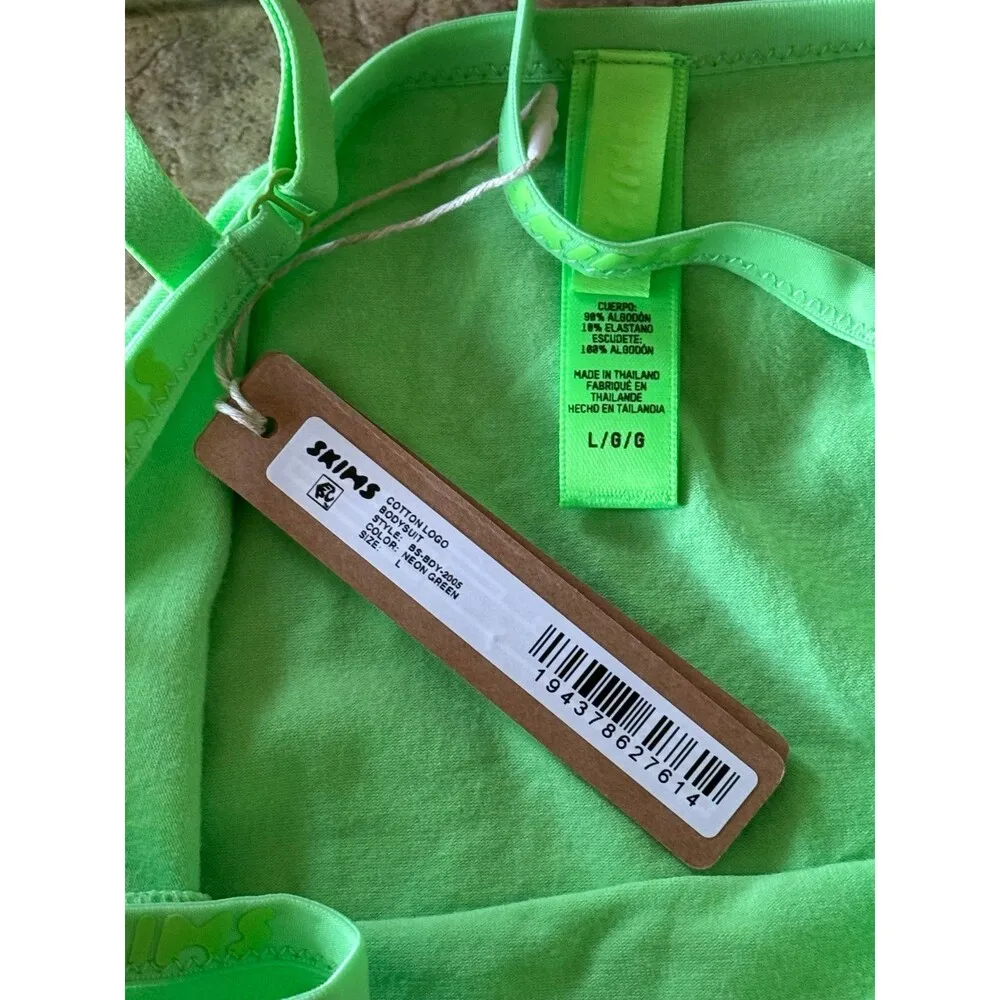 SKIMS
CUERPO:
90% ALGODÓN
10% ELASTANO
ESCUDETE:
100% ALGODÓN
MADE IN THAILAND
FABRIQUÉ EN
THAILANDE
HECHO EN TAILANDIA
L/G/G
SKIMS
COTTON LOGO
BODYSUIT
STYLE: BS-BDY-2005
COLOR: NEON GREEN
SIZE: L
194378627614